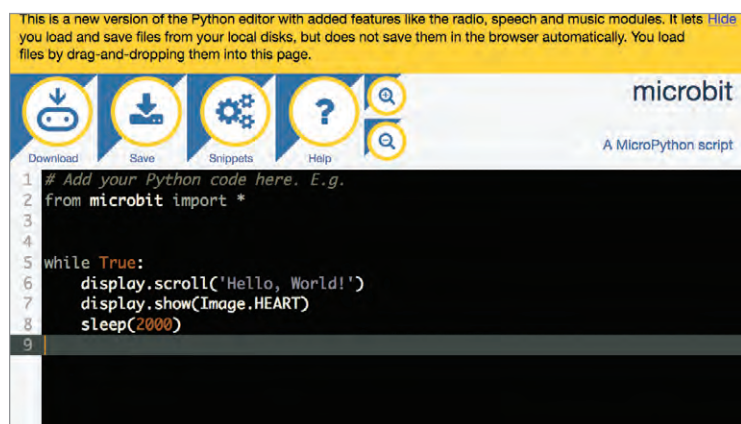 This is a new version of the Python editor with added features like the radio, speech and music modules. It lets Hide
you load and save files from your local disks, but does not save them in the browser automatically. You load
files by drag-and-dropping them into this page.
microbit
A MicroPython script
Download Save Snippets Help
1 # Add your Python code here. E.g.
2 from microbit import *
3
4
5 while True:
6     display.scroll('Hello, World!')
7     display.show(Image.HEART)
8     sleep(2000)
9